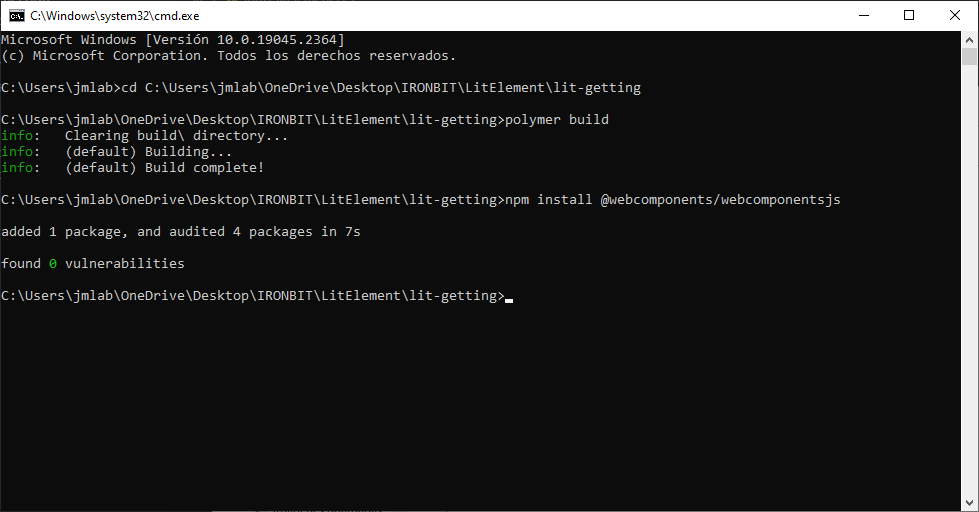 C:\Windows\system32\cmd.exe
Microsoft Windows [Versión 10.0.19045.2364]
(c) Microsoft Corporation. Todos los derechos reservados.
C:\Users\jmlab>cd C:\Users\jmlab\OneDrive\Desktop\IRONBIT\LitElement\lit-getting
C:\Users\jmlab\OneDrive\Desktop\IRONBIT\LitElement\lit-getting>polymer build
info:   Clearing build\ directory...
info:   (default) Building...
info:   (default) Build complete!
C:\Users\jmlab\OneDrive\Desktop\IRONBIT\LitElement\lit-getting>npm install @webcomponents/webcomponentsjs
added 1 package, and audited 4 packages in 7s
found 0 vulnerabilities
C:\Users\jmlab\OneDrive\Desktop\IRONBIT\LitElement\lit-getting>